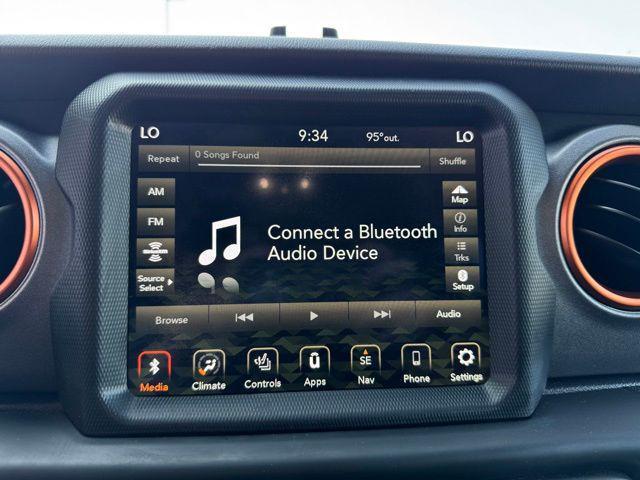 LO 9:34 95°out. LO
Repeat 0 Songs Found Shuffle
AM
FM
Source
Select
Connect a Bluetooth
Audio Device
Map
Info
Trks
Setup
Browse Audio
SE
Media Climate Controls Apps Nav Phone Settings